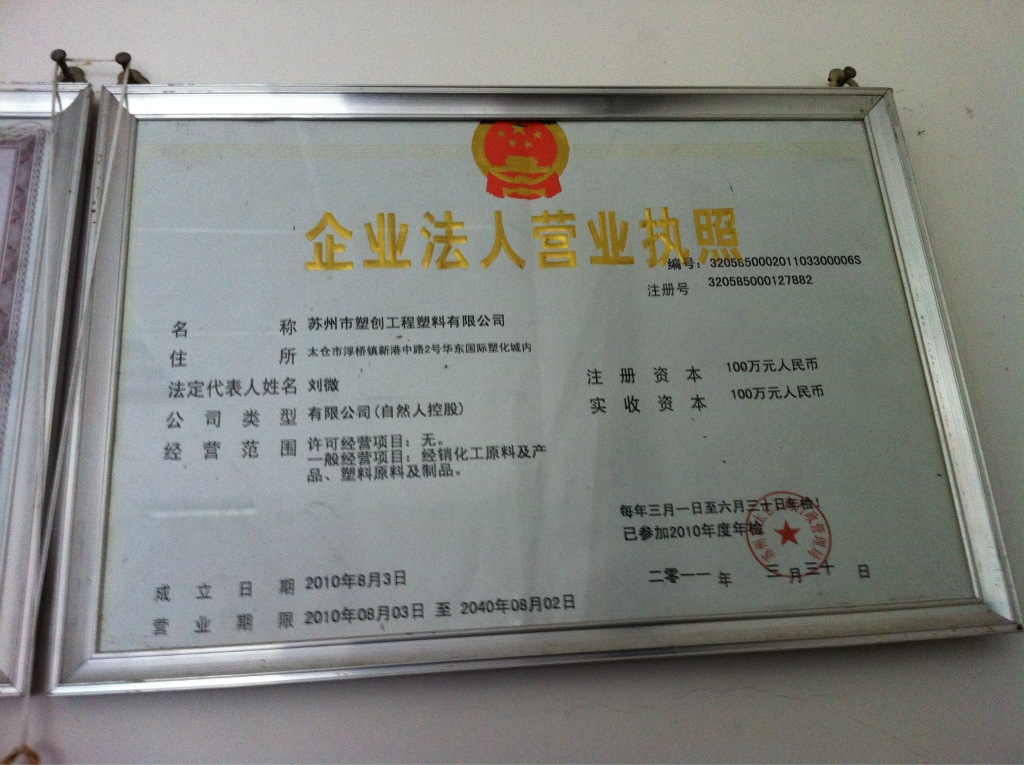 企业法人营业执照
编号：320585000201103300006S
注册号 320585000127882
名称 苏州市塑创工程塑料有限公司
住所 太仓市浮桥镇新港中路2号华东国际塑化城内
法定代表人姓名 刘微
注册资本 100万元人民币
公司类型 有限公司(自然人控股)
实收资本 100万元人民币
经营范围 许可经营项目：无。
一般经营项目：经销化工原料及产
品、塑料原料及制品。
每年三月一日至六月三十日年检！
已参加2010年度年检
二零一一年 三月三十日
成立日期 2010年8月3日
营业期限 2010年08月03日 至 2040年08月02日